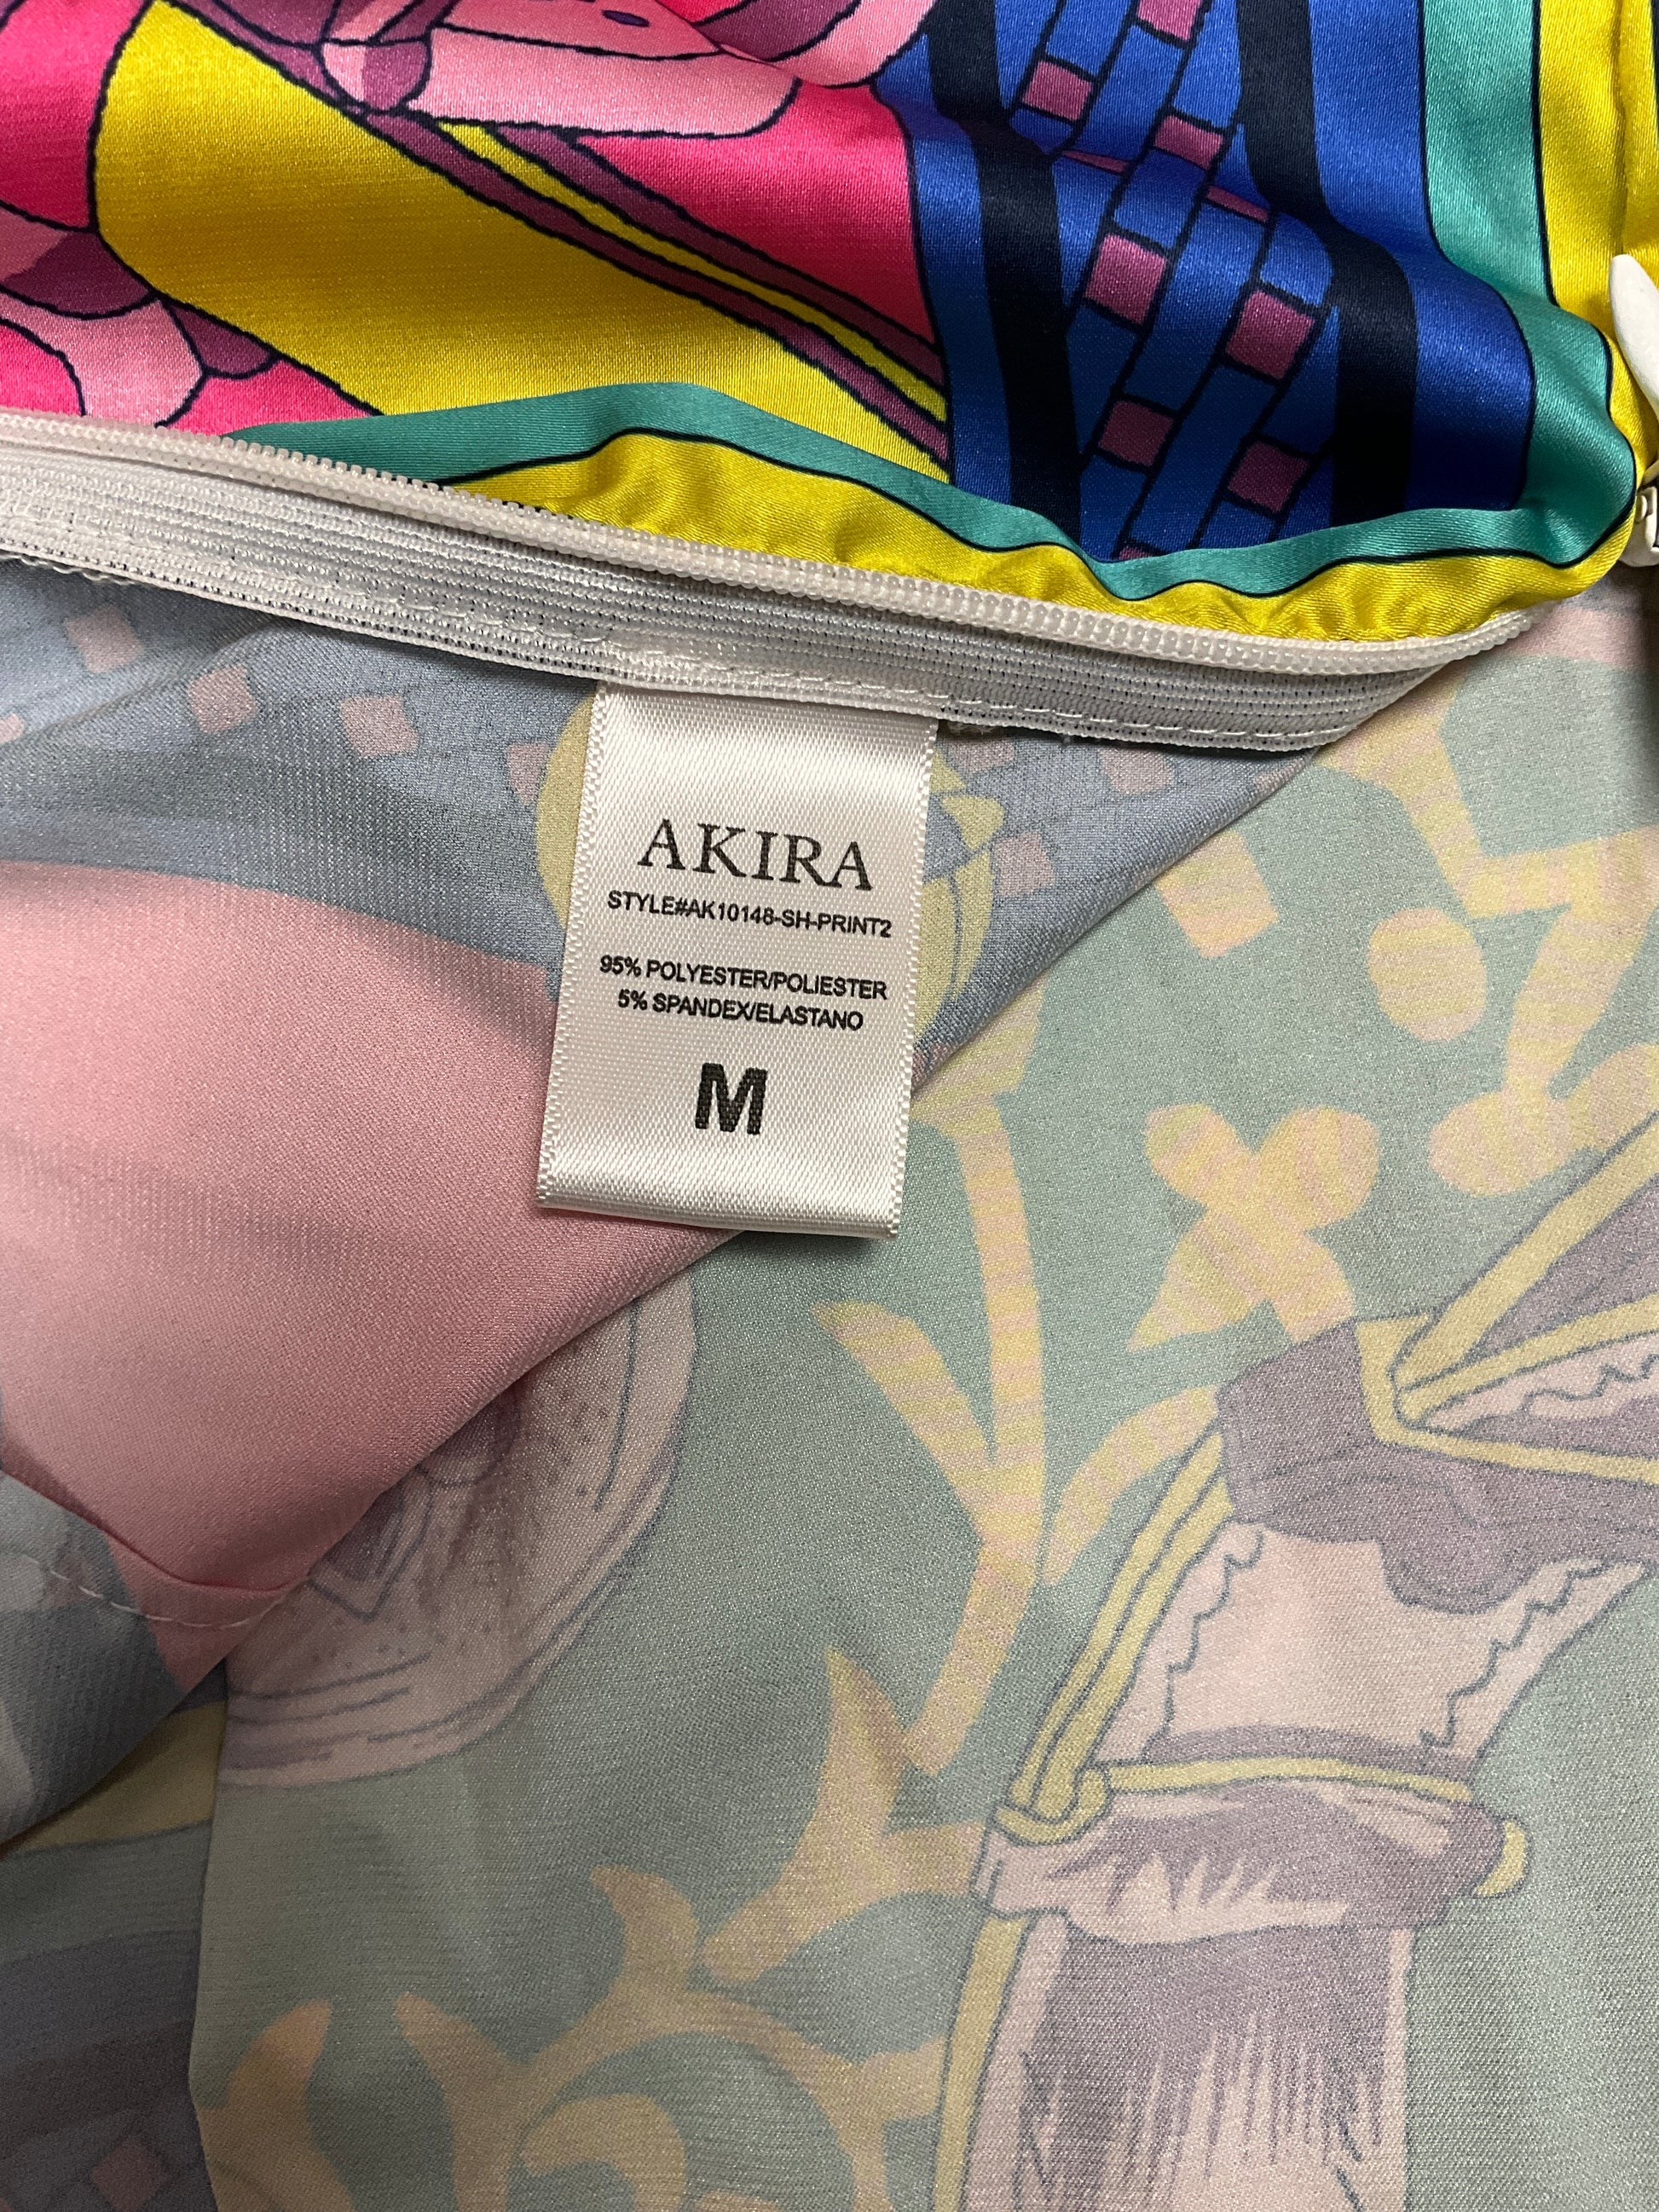 AKIRA
STYLE#AK10148-SH-PRINT2
95% POLYESTER/POLIESTER
5% SPANDEX/ELASTANO
M